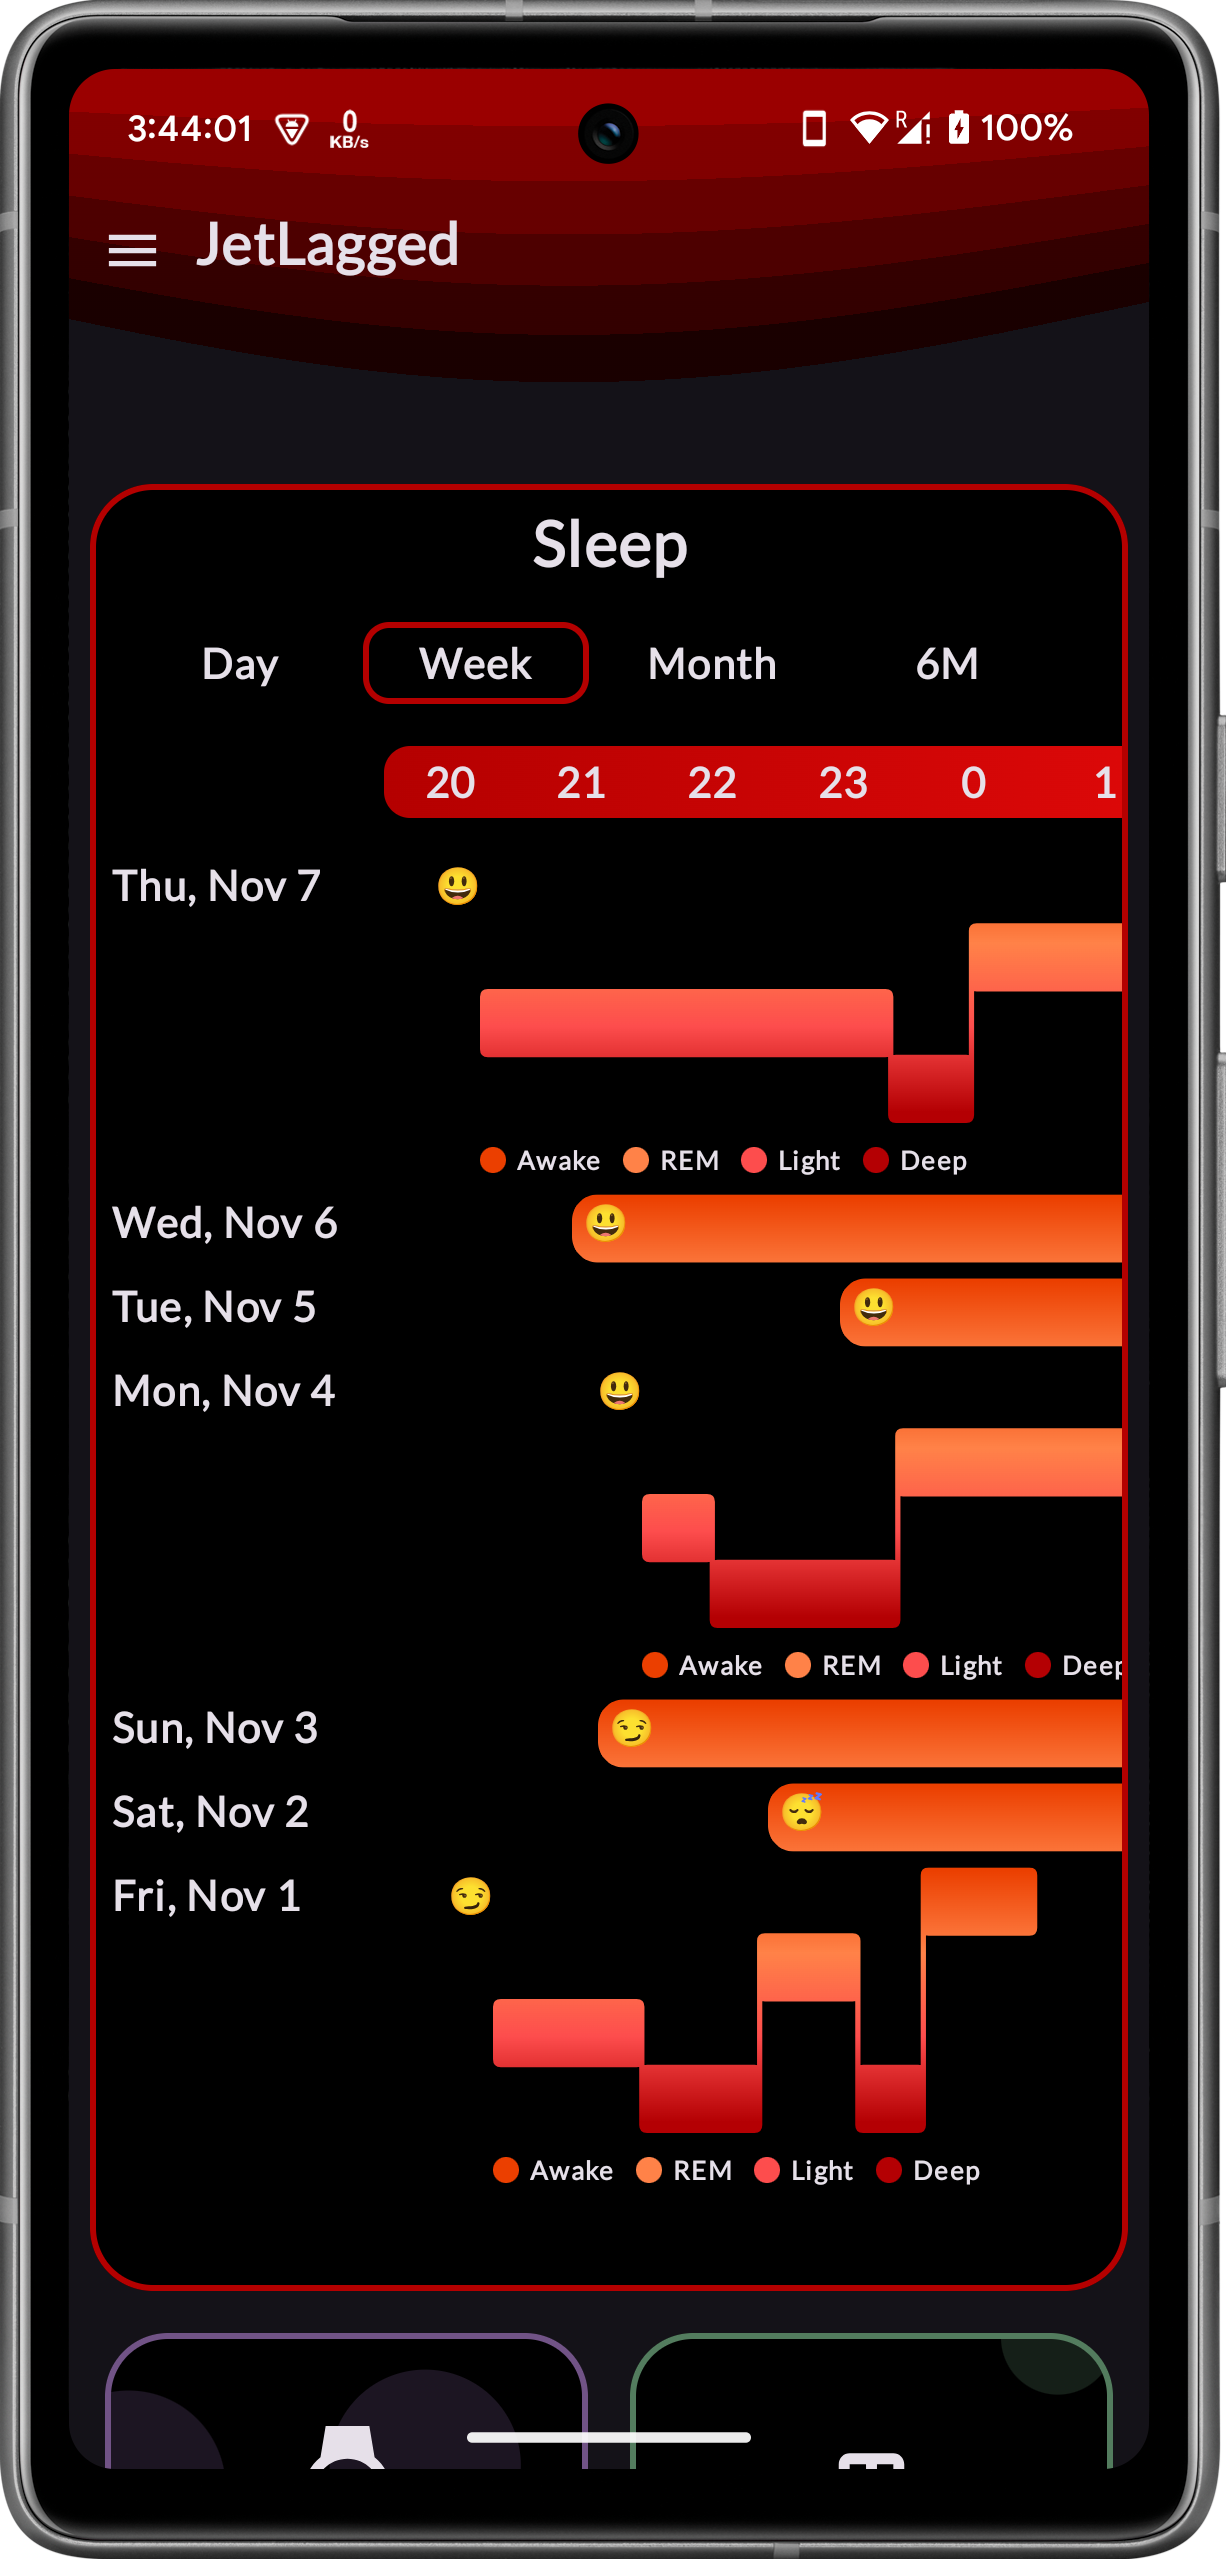 3:44:01 0 KB/s R 100%
JetLagged
Sleep
Day Week Month 6M
20 21 22 23 0 1
Thu, Nov 7
Awake REM Light Deep
Wed, Nov 6
Tue, Nov 5
Mon, Nov 4
Awake REM Light Deep
Sun, Nov 3
Sat, Nov 2
Fri, Nov 1
Awake REM Light Deep